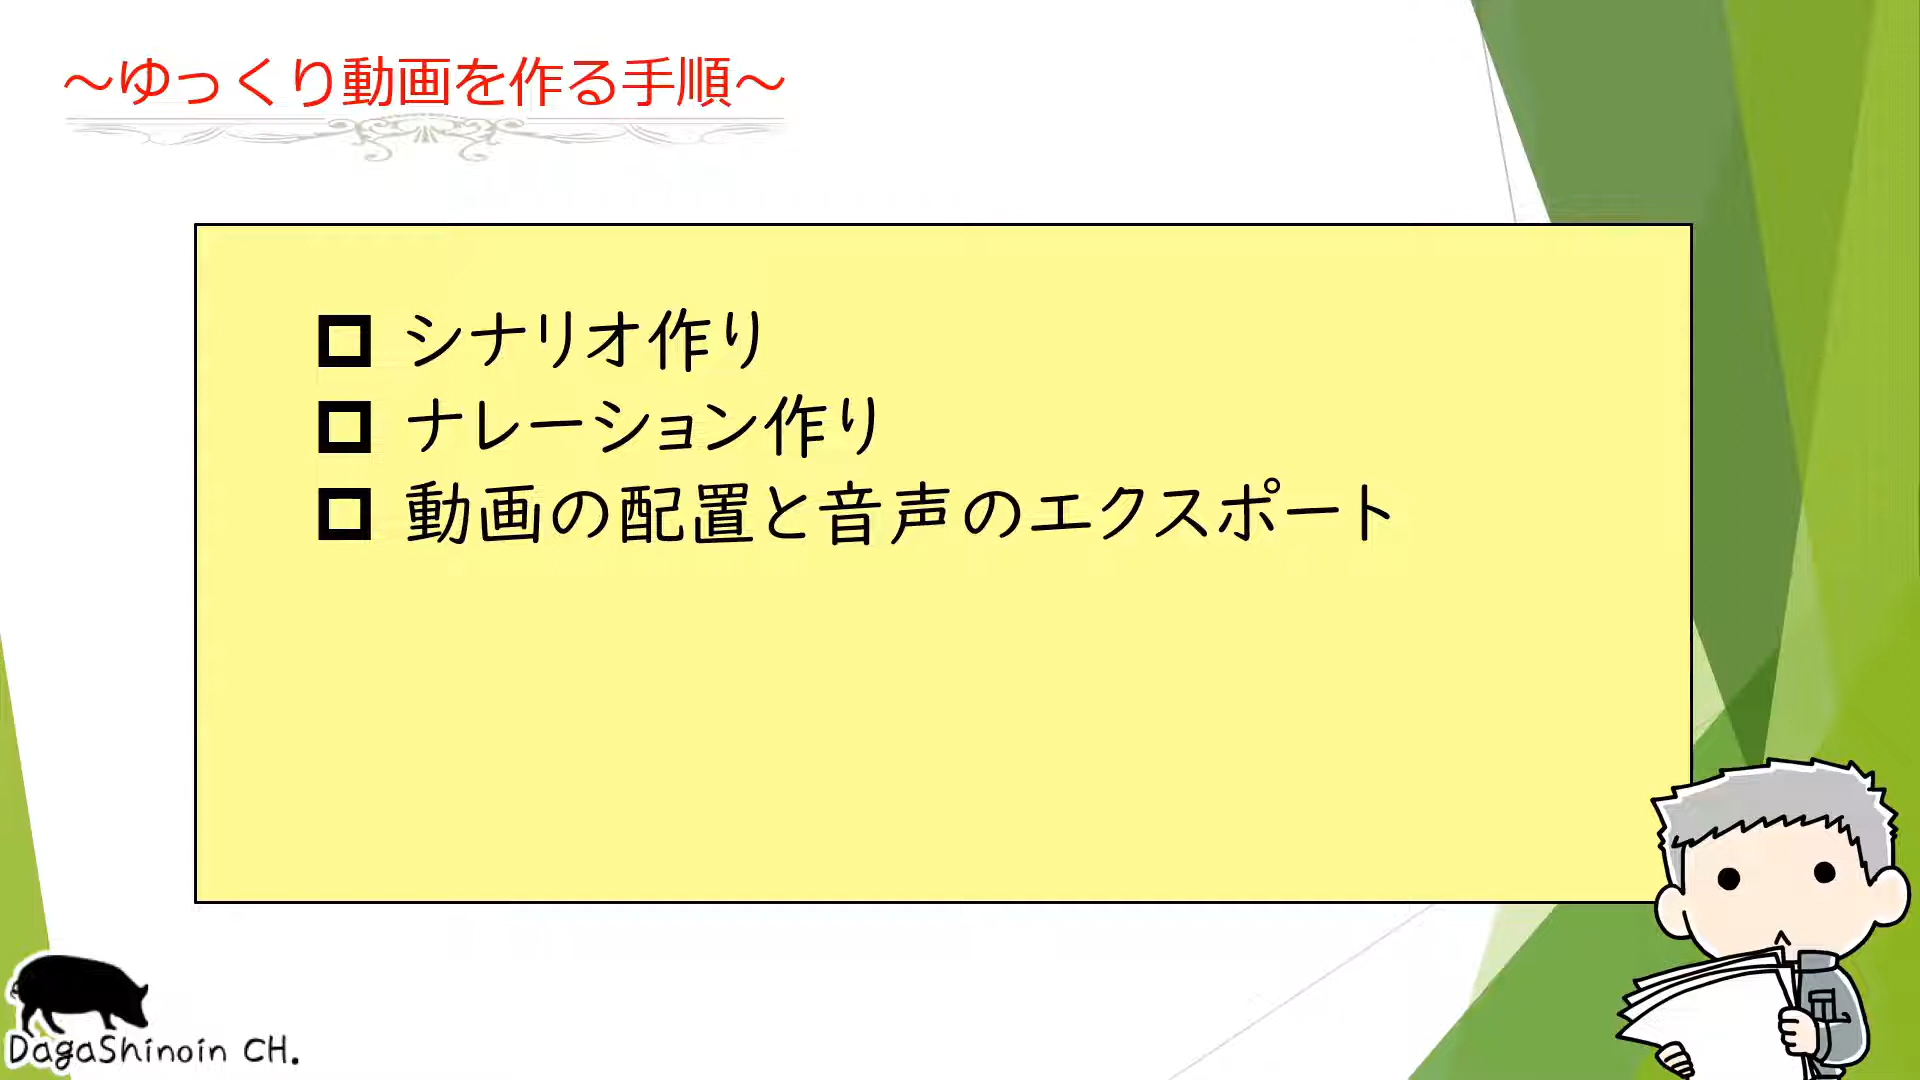 ～ゆっくり動画を作る手順～
シナリオ作り
ナレーション作り
動画の配置と音声のエクスポート
DagaShinoin CH.